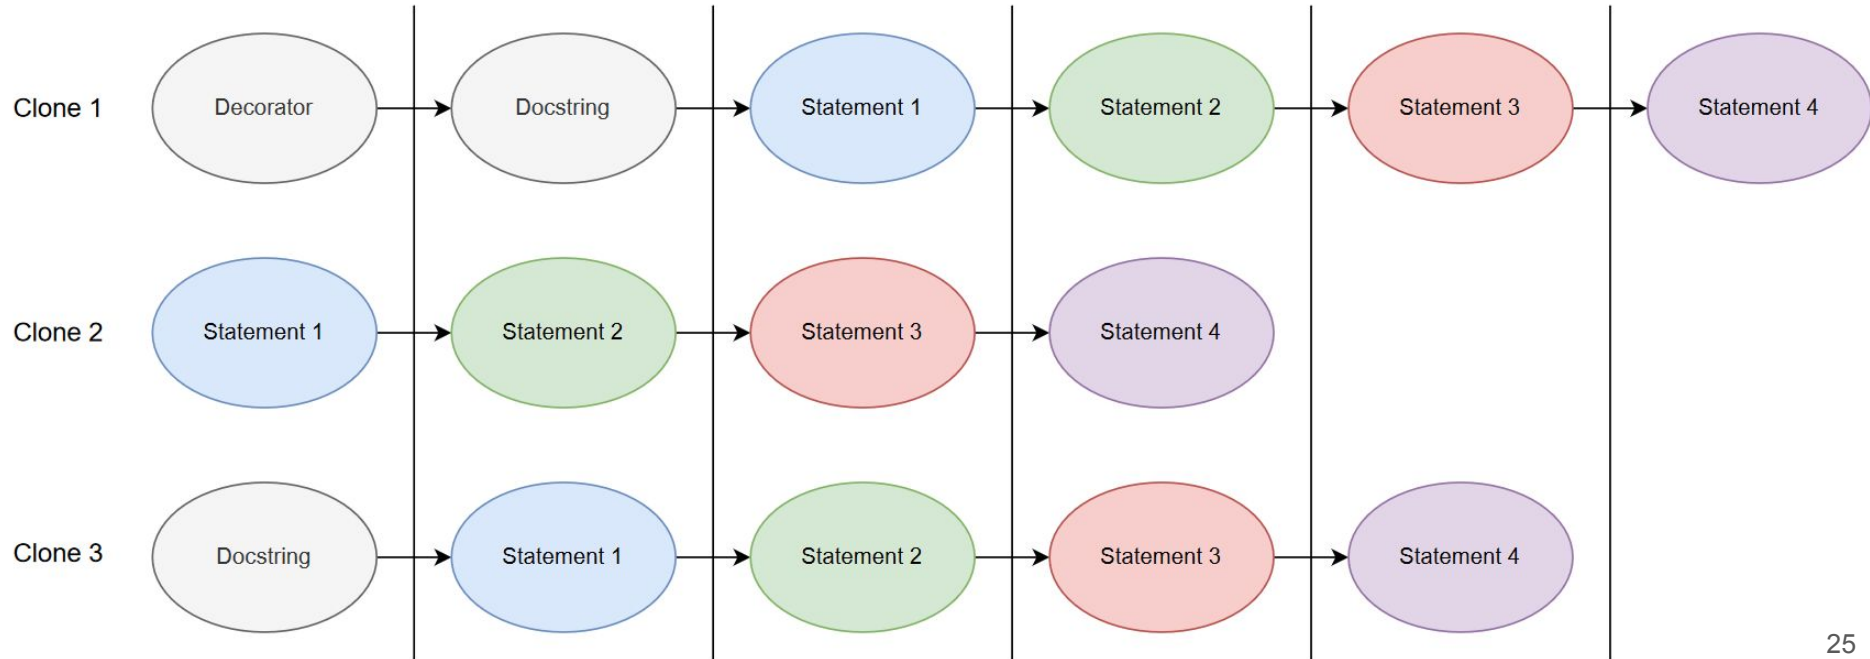 Clone 1
Decorator
Docstring
Statement 1
Statement 2
Statement 3
Statement 4
Clone 2
Statement 1
Statement 2
Statement 3
Statement 4
Clone 3
Docstring
Statement 1
Statement 2
Statement 3
Statement 4
25